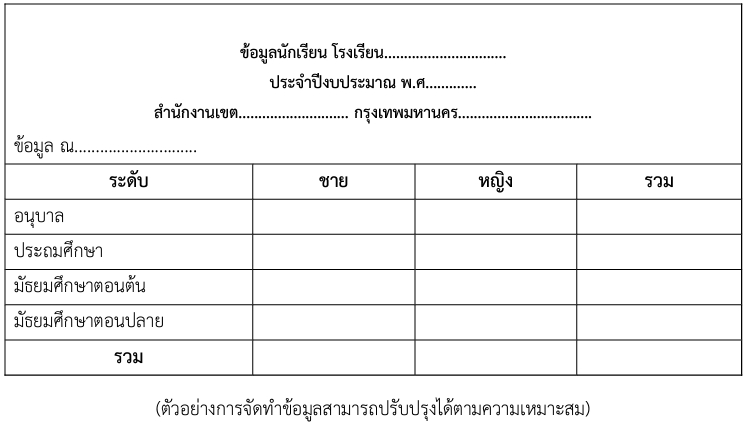 ข้อมูลนักเรียน โรงเรียน...............................
ประจำปีงบประมาณ พ.ศ.............
สำนักงานเขต............................ กรุงเทพมหานคร..................................
ข้อมูล ณ.............................
ระดับ ชาย หญิง รวม
อนุบาล
ประถมศึกษา
มัธยมศึกษาตอนต้น
มัธยมศึกษาตอนปลาย
รวม
(ตัวอย่างการจัดทำข้อมูลสามารถปรับปรุงได้ตามความเหมาะสม)